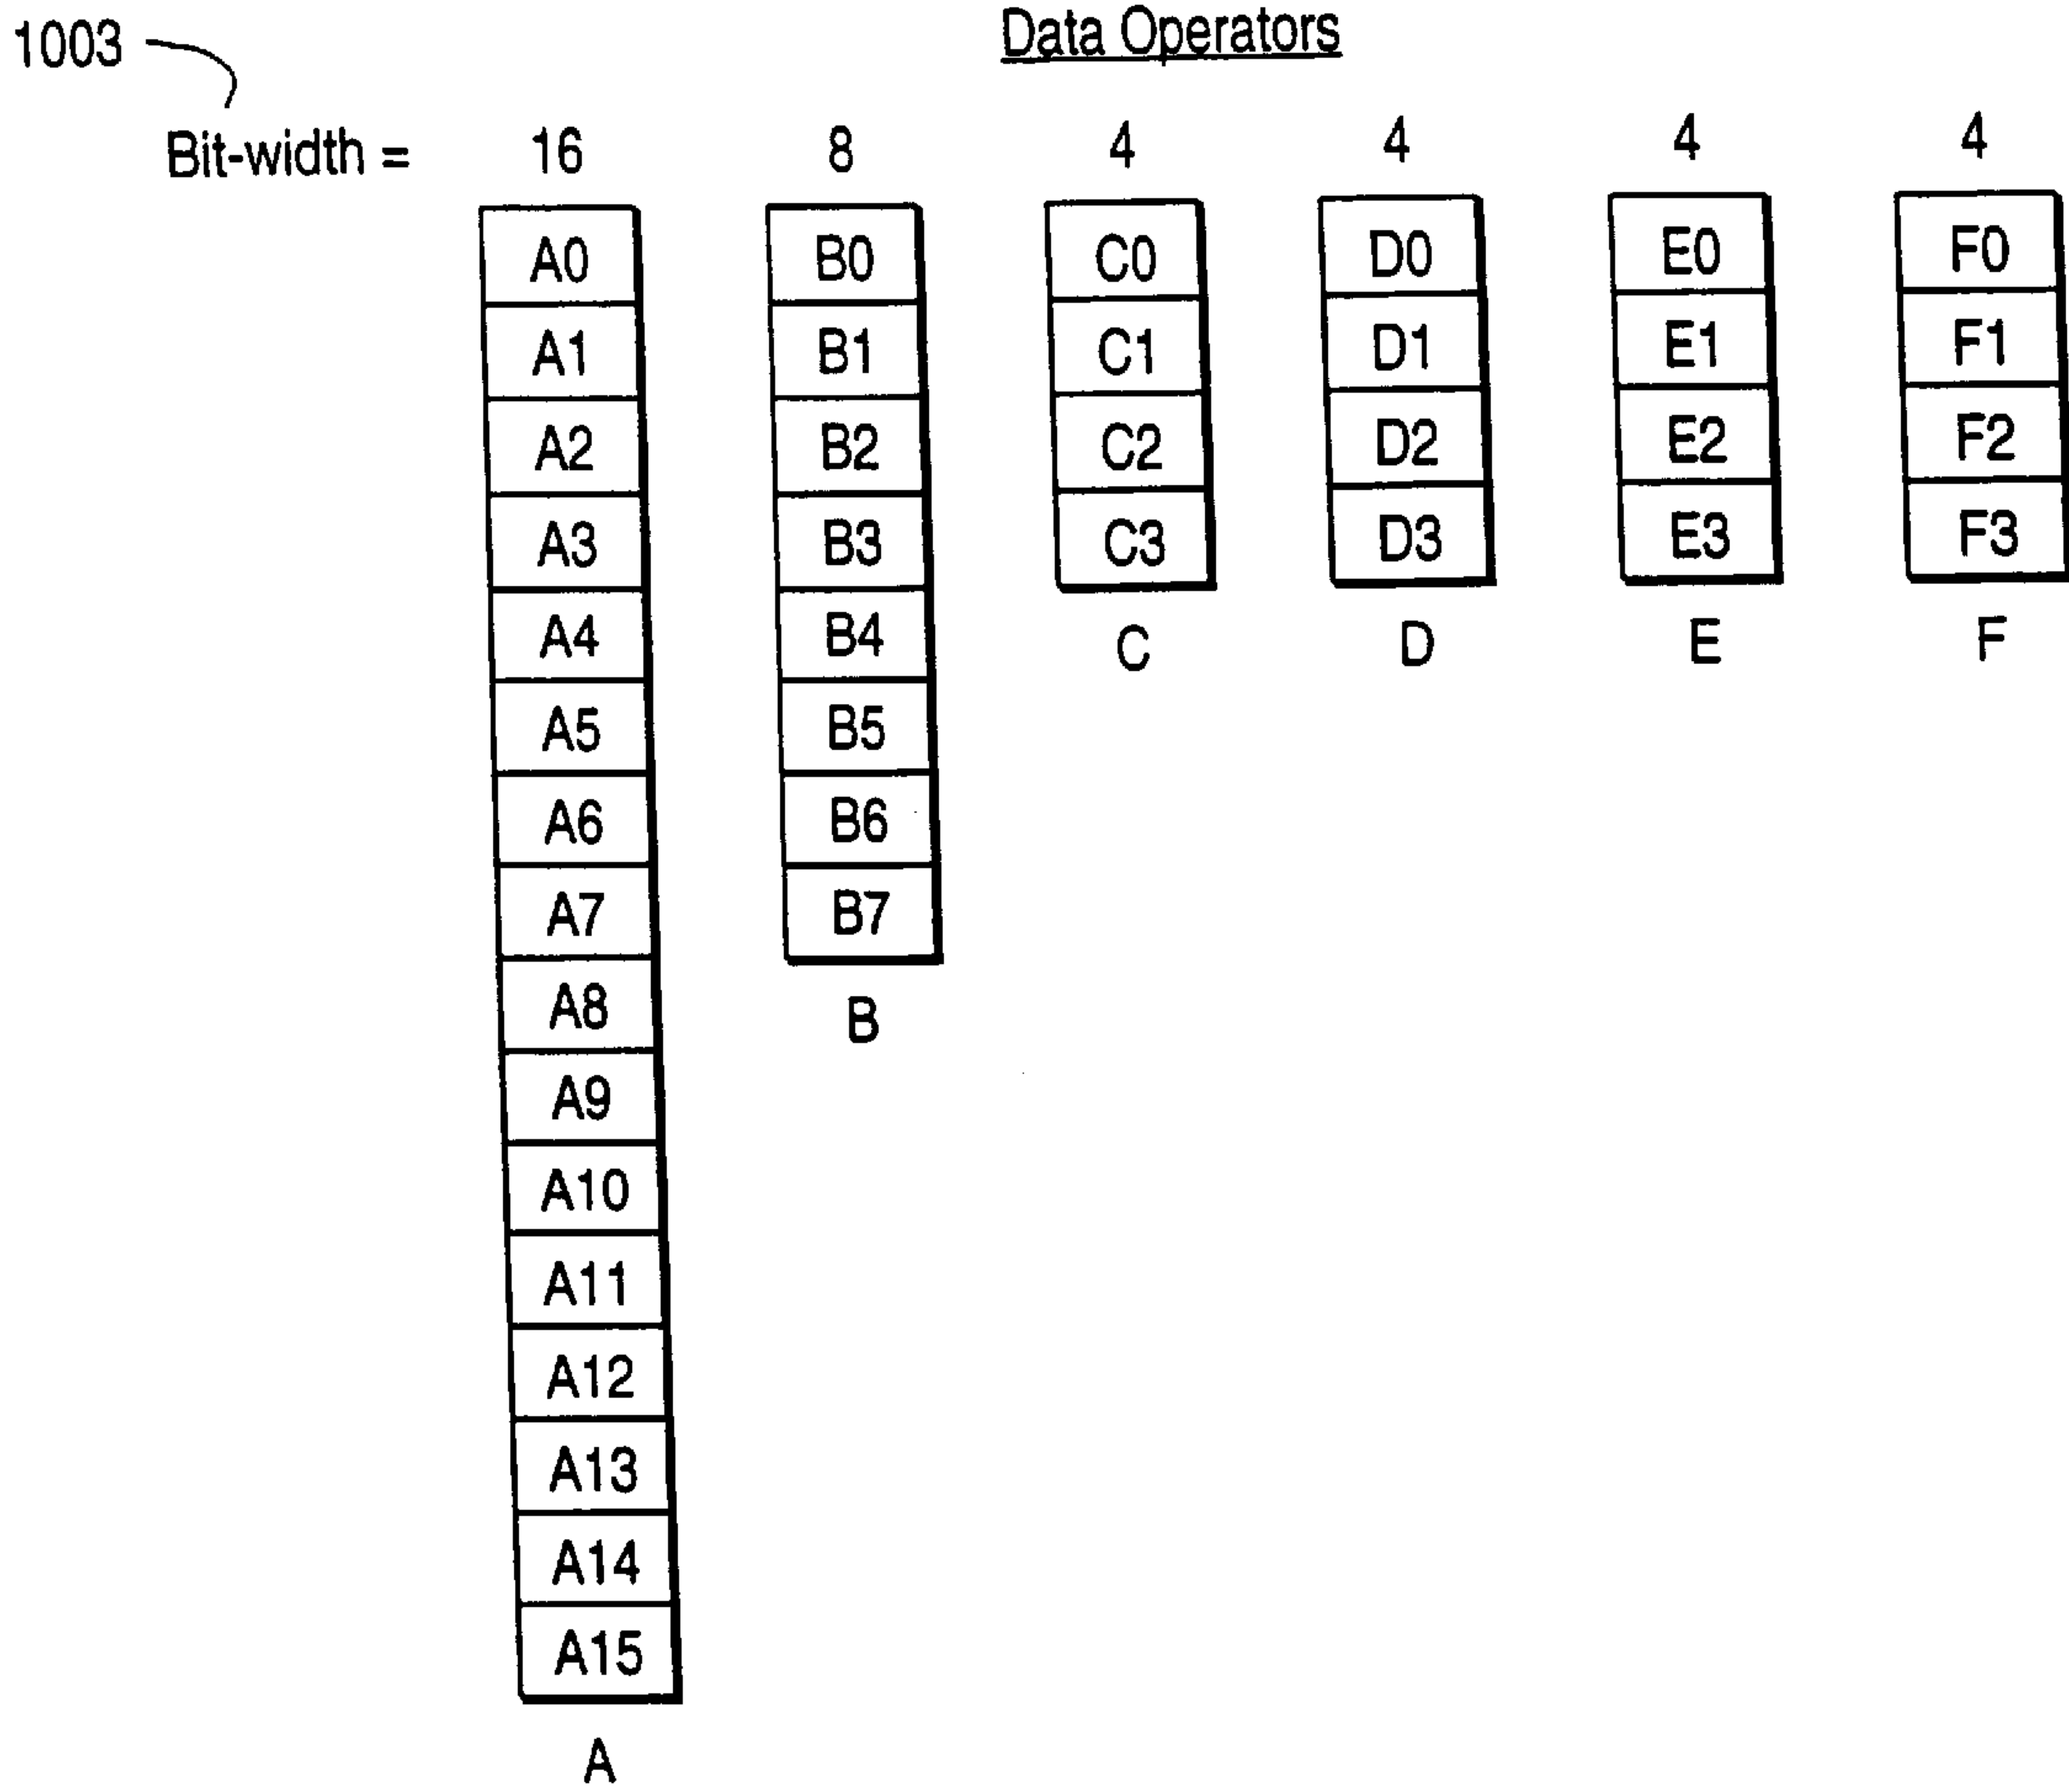 Data Operators
1003
Bit-width = 16 8 4 4 4 4
A0 B0 C0 D0 E0 F0
A1 B1 C1 D1 E1 F1
A2 B2 C2 D2 E2 F2
A3 B3 C3 D3 E3 F3
A4 B4 C D E F
A5 B5
A6 B6
A7 B7
A8 B
A9
A10
A11
A12
A13
A14
A15
A